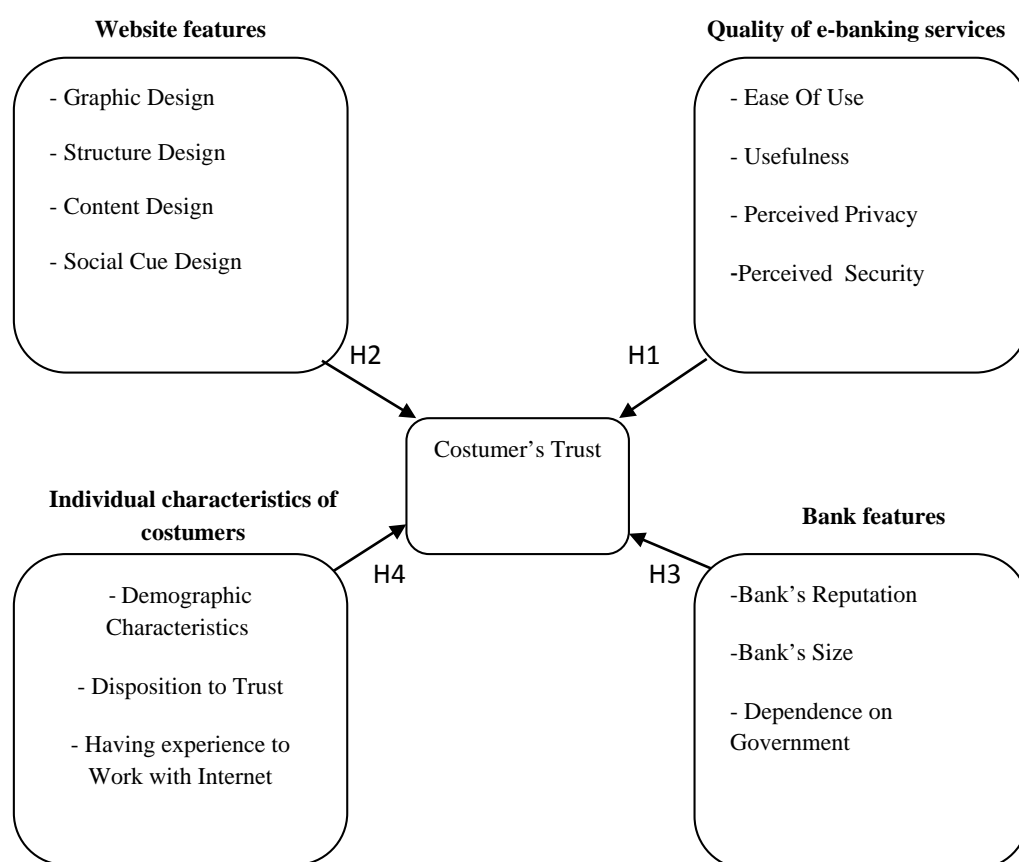 Website features
- Graphic Design
- Structure Design
- Content Design
- Social Cue Design
Quality of e-banking services
- Ease Of Use
- Usefulness
- Perceived Privacy
-Perceived Security
H2
H1
Costumer’s Trust
Individual characteristics of
costumers
- Demographic
Characteristics
- Disposition to Trust
- Having experience to
Work with Internet
H4
H3
Bank features
-Bank’s Reputation
-Bank’s Size
- Dependence on
Government